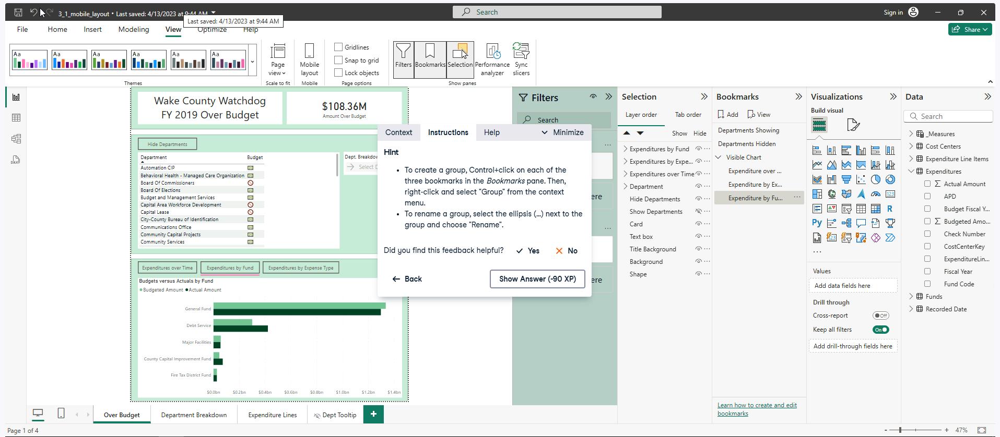 3_1_mobile_layout • Last saved: 4/13/2023 at 9:44 AM
Search
Sign in
Last saved: 4/13/2023 at 9:44 AM
File Home Insert Modeling View Optimize Help
Share
Aa Aa Aa Aa Aa Aa
Themes
Page view
Scale to fit
Mobile layout
Mobile
Gridlines
Snap to grid
Lock objects
Page options
Filters
Bookmarks
Selection
Performance analyzer
Sync slicers
Show panes
Wake County Watchdog
FY 2019 Over Budget
$108.36M
Amount Over Budget
Hide Departments
Department Budget
Automation CIP
Behavioral Health - Managed Care Organization
Board Of Commissioners
Board Of Elections
Budget and Management Services
Capital Area Workforce Development
Capital Lease
City-County Bureau of Identification
Communications Office
Community Capital Projects
Community Services
Dept. Breakdow
Select D
Expenditures over Time
Expenditures by Fund
Expenditures by Expense Type
Budgets versus Actuals by Fund
Budgeted Amount Actual Amount
General Fund
Debt Service
Major Facilities
County Capital Improvement Fund
Fire Tax District Fund
$0.0bn $0.2bn $0.4bn $0.6bn $0.8bn $1.0bn $1.2bn $1.4bn
Context
Instructions
Help
Minimize
Hint
• To create a group, Control+click on each of the
three bookmarks in the Bookmarks pane. Then,
right-click and select "Group" from the context
menu.
• To rename a group, select the ellipsis (...) next to the
group and choose "Rename".
Did you find this feedback helpful?
Yes
No
Back
Show Answer (-90 XP)
Filters
Search
...
ere
...
ere
Selection
Layer order
Tab order
Show
Hide
Expenditures by Fund
Expenditures by Expe...
Expenditures over Time
Department
Hide Departments
Show Departments
Card
Text box
Title Background
Background
Shape
Bookmarks
Add
View
Departments Showing
Departments Hidden
Visible Chart
Expenditure over ...
Expenditure by Ex...
Expenditure by Fu...
Learn how to create and edit
bookmarks
Visualizations
Build visual
123
R
Py
123
...
Values
Add data fields here
Drill through
Cross-report
Off
Keep all filters
On
Add drill-through fields here
Data
Search
_Measures
Cost Centers
Expenditure Line Items
Expenditures
Actual Amount
APD
Budget Fiscal Y...
Budgeted Amo...
Check Number
CostCenterKey
ExpenditureLin...
Fiscal Year
Fund Code
Funds
Recorded Date
DAX
Over Budget
Department Breakdown
Expenditure Lines
Dept Tooltip
+
Page 1 of 4
- + 47%